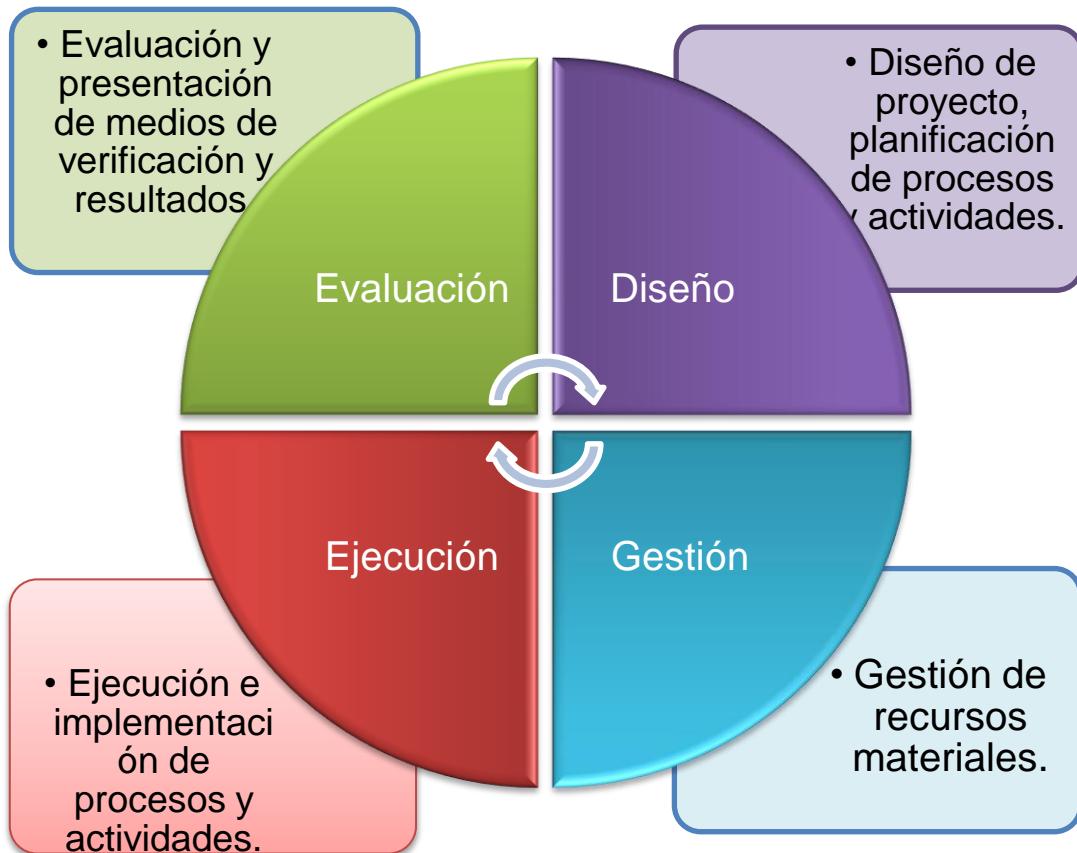 • Evaluación y
presentación
de medios de
verificación y
resultados
• Diseño de
proyecto,
planificación
de procesos
y actividades.
Evaluación
Diseño
Ejecución
Gestión
• Ejecución e
implementaci
ón de
procesos y
actividades.
• Gestión de
recursos
materiales.